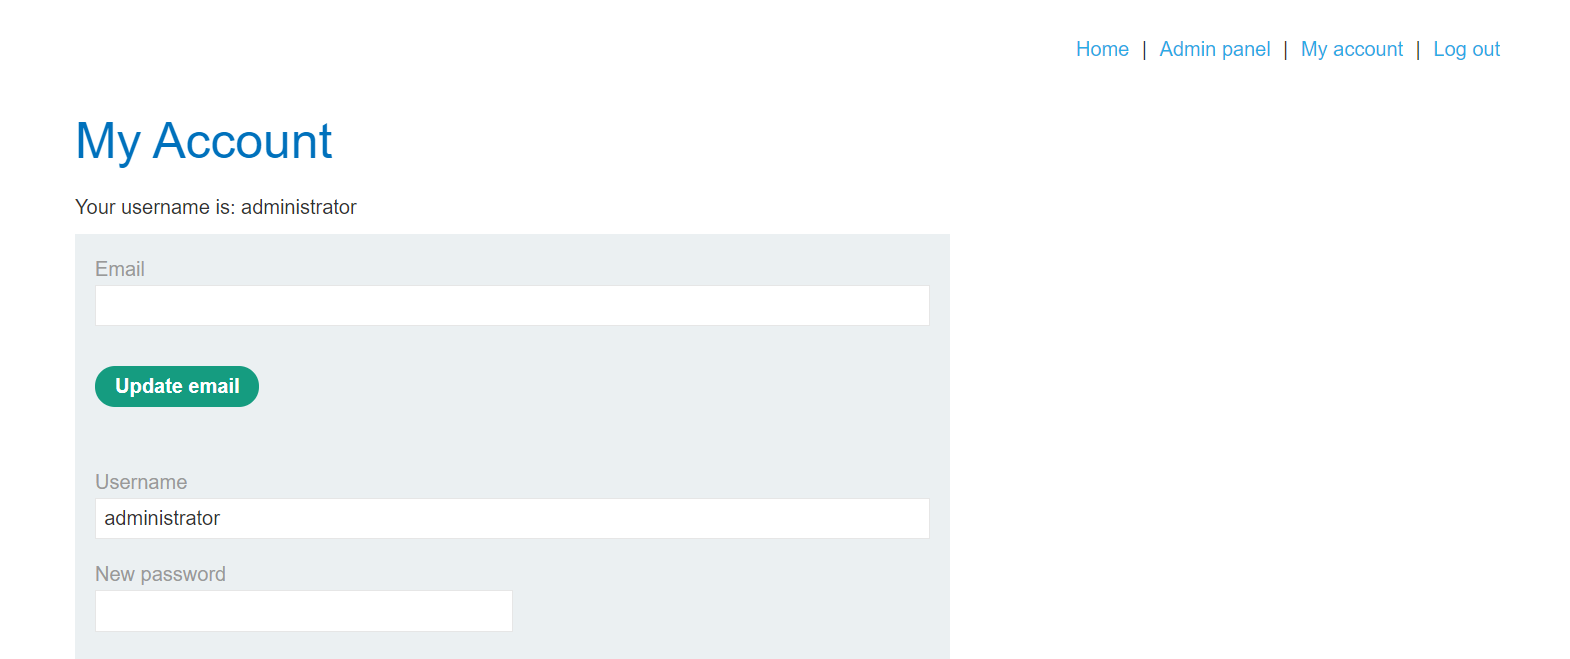 Home | Admin panel | My account | Log out
My Account
Your username is: administrator
Email
Update email
Username
administrator
New password